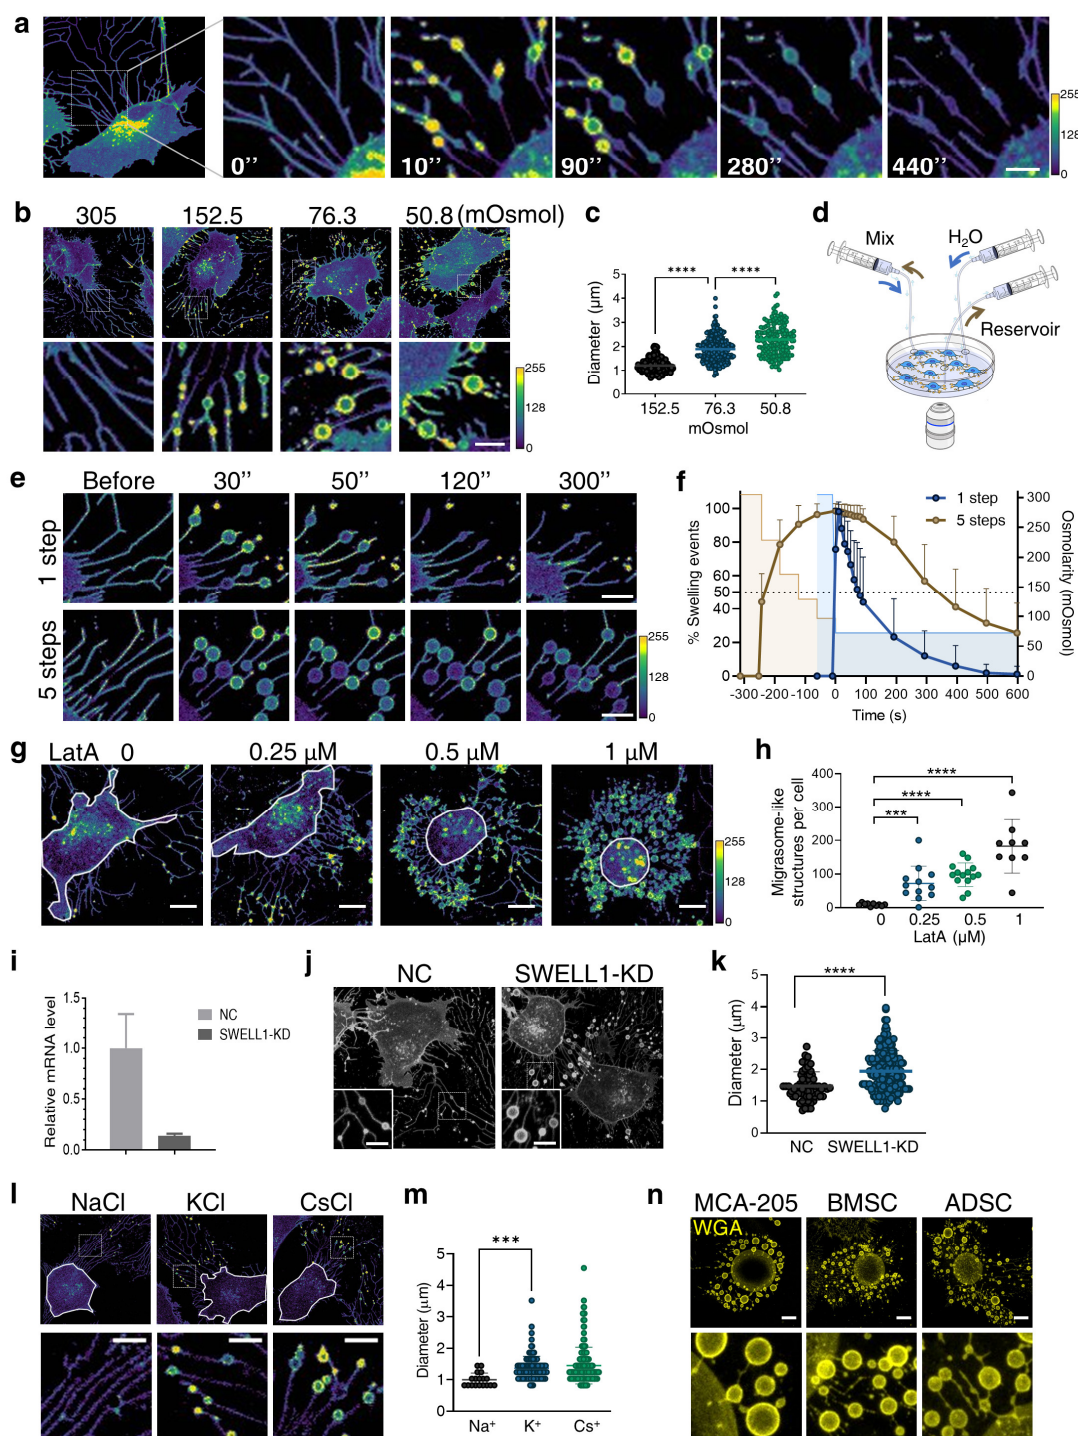 a
0’’
10’’
90’’
280’’
440’’
255
128
0
b
305
152.5
76.3
50.8 (mOsmol)
255
128
0
c
Diameter (μm)
5
4
3
2
1
0
****
****
152.5
76.3
50.8
mOsmol
d
Mix
H₂O
Reservoir
e
Before
30’’
50’’
120’’
300’’
1 step
5 steps
255
128
0
f
% Swelling events
100
80
60
50
40
20
0
1 step
5 steps
300
250
200
150
100
50
0
Osmolarity (mOsmol)
-300
-200
-100
0
100
200
300
400
500
600
Time (s)
g
LatA
0
0.25 μM
0.5 μM
1 μM
255
128
0
h
Migrasome-like
structures per cell
400
300
200
100
0
****
****
***
0
0.25
0.5
1
LatA (μM)
i
Relative mRNA level
1.5
1.0
0.5
0.0
NC
SWELL1-KD
j
NC
SWELL1-KD
k
Diameter (μm)
5
4
3
2
1
0
****
NC
SWELL1-KD
l
NaCl
KCl
CsCl
m
Diameter (μm)
5
4
3
2
1
0
***
Na⁺
K⁺
Cs⁺
n
MCA-205
BMSC
ADSC
WGA